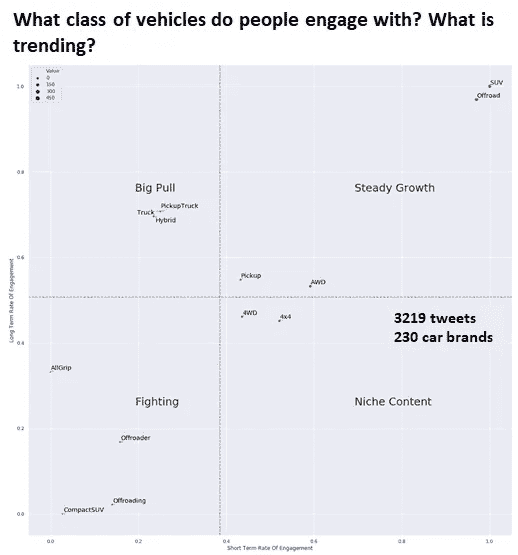 What class of vehicles do people engage with? What is
trending?
Value
0
150
300
450
1.0
SUV
Offroad
0.8
Big Pull
Steady Growth
PickupTruck
Truck
Hybrid
0.6
Pickup
AWD
Long Term Rate Of Engagement
4WD
4x4
3219 tweets
230 car brands
0.4
AllGrip
Fighting
Niche Content
0.2
Offroader
Offroading
CompactSUV
0.0
0.0 0.2 0.4 0.6 0.8 1.0
Short Term Rate Of Engagement